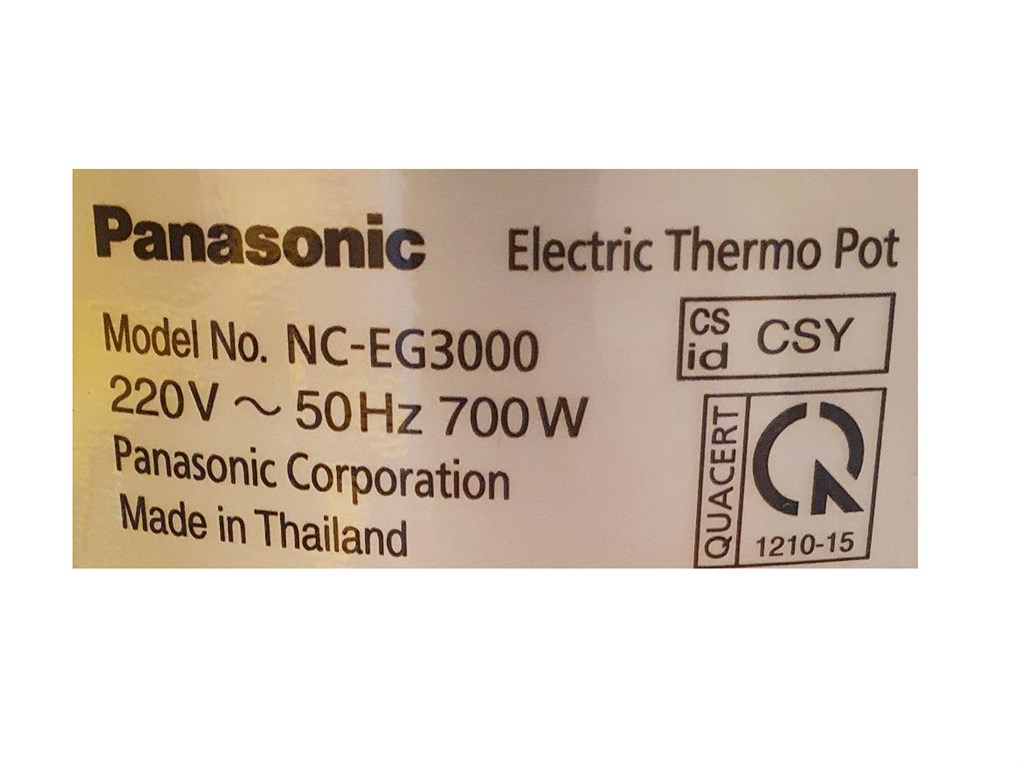 Panasonic Electric Thermo Pot
CS id CSY
Model No. NC-EG3000
220V ~ 50Hz 700W
Panasonic Corporation
Made in Thailand
QUACERT
1210-15